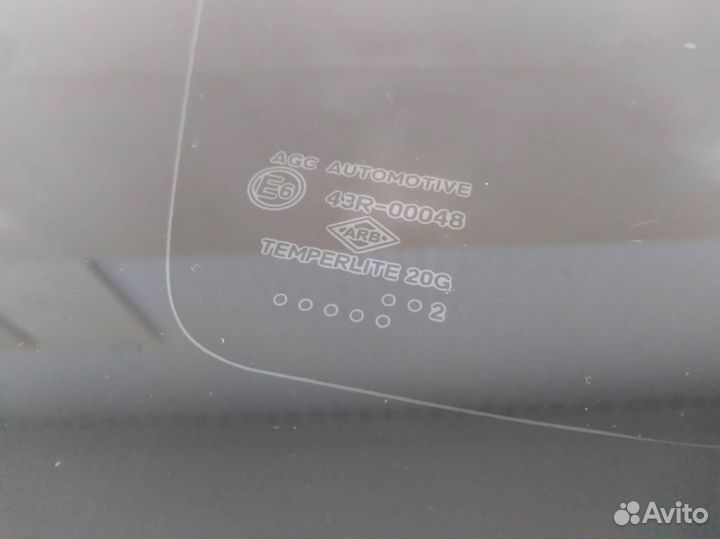 AGC AUTOMOTIVE
E6 43R-00048
ARB
TEMPERLITE 20G
2
Avito